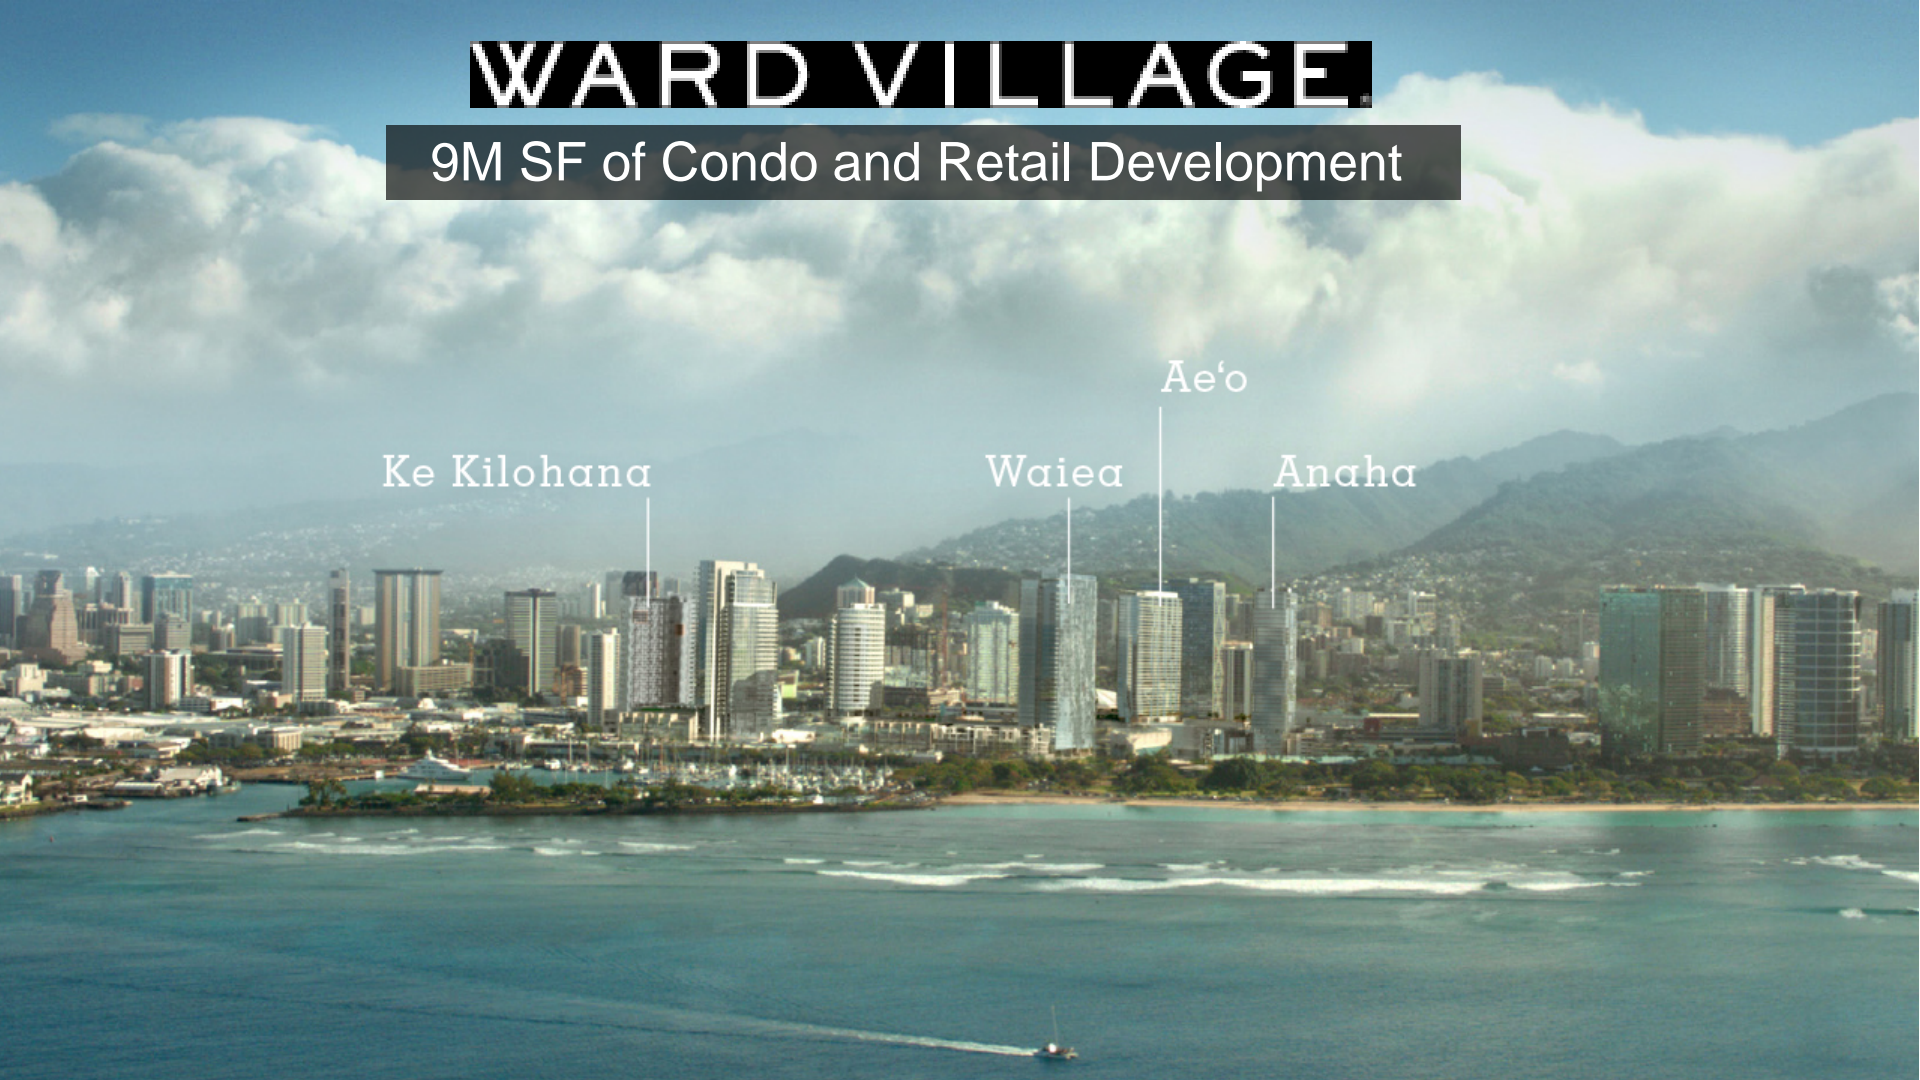 WARD VILLAGE.
9M SF of Condo and Retail Development
Ae‘o
Ke Kilohana
Waiea
Anaha